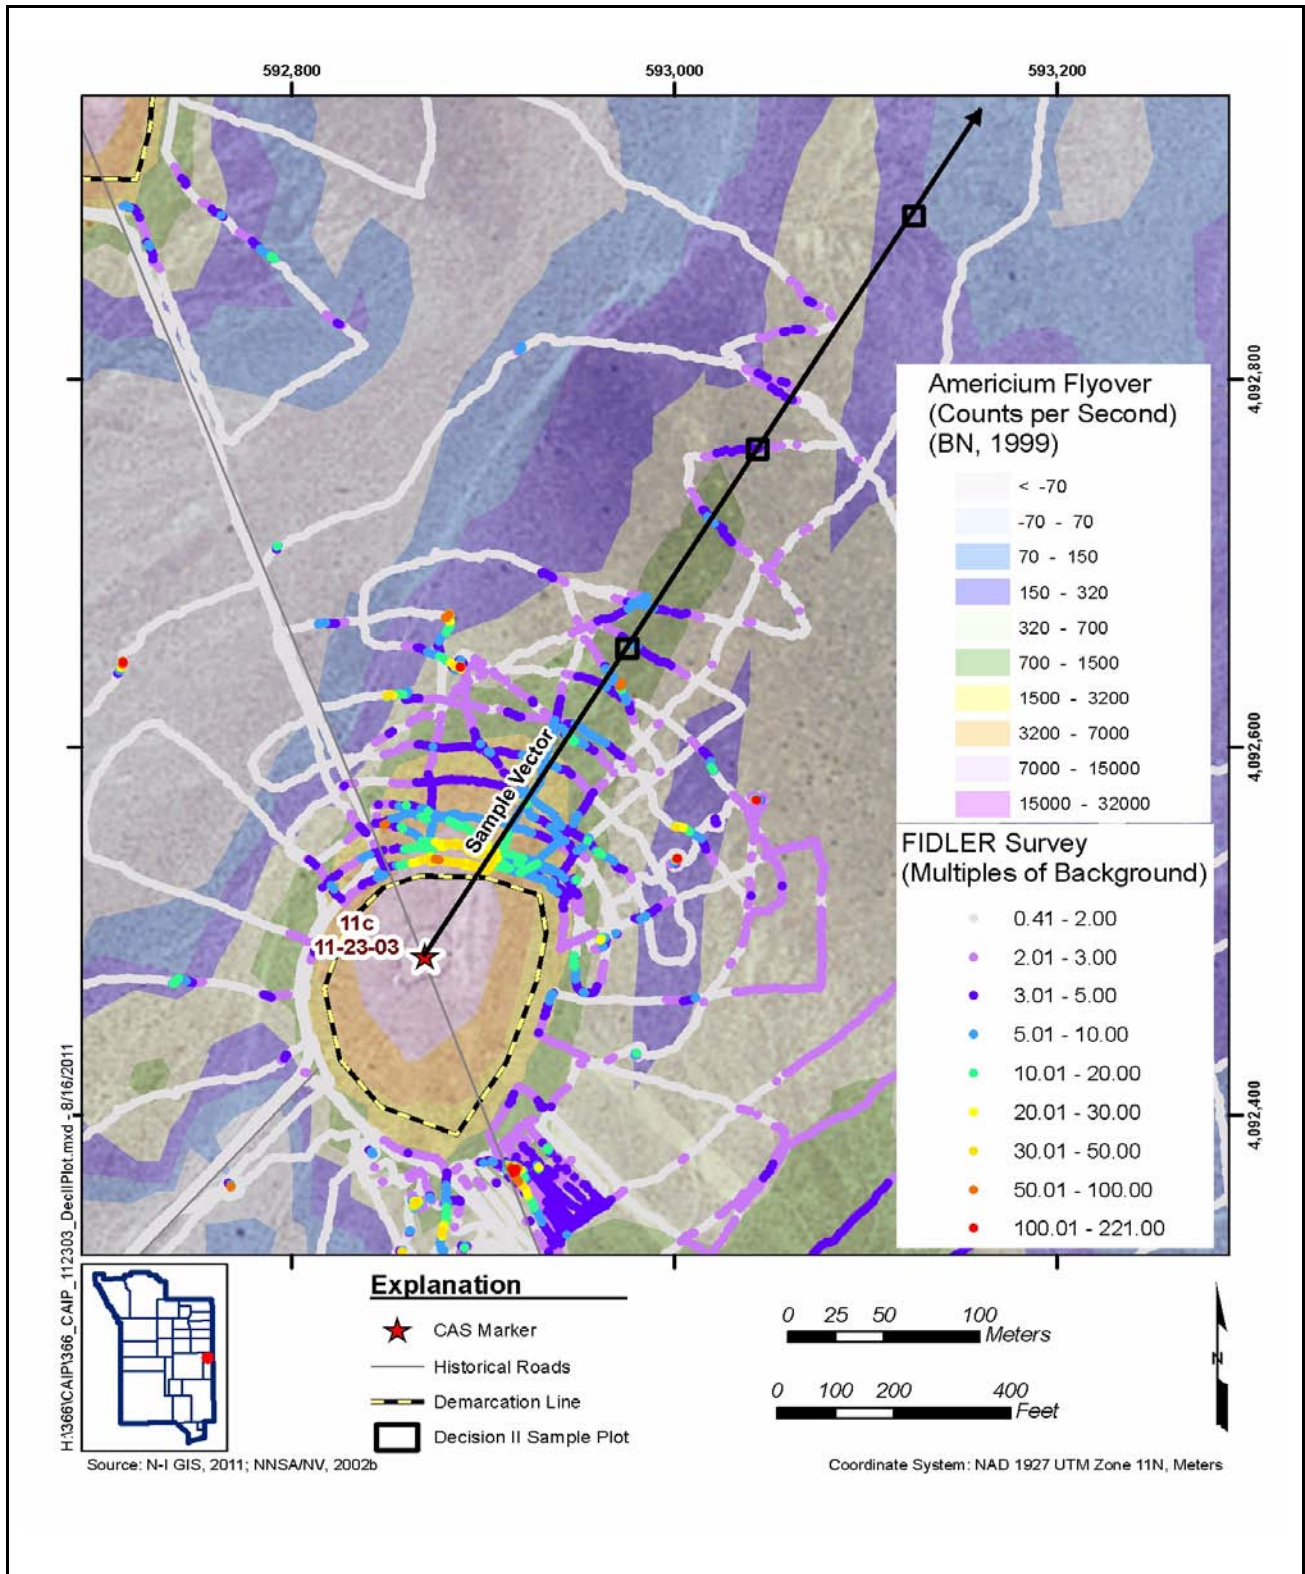 592,800
593,000
593,200
4,092,800
4,092,600
4,092,400
Americium Flyover
(Counts per Second)
(BN, 1999)
< -70
-70 - 70
70 - 150
150 - 320
320 - 700
700 - 1500
1500 - 3200
3200 - 7000
7000 - 15000
15000 - 32000
FIDLER Survey
(Multiples of Background)
0.41 - 2.00
2.01 - 3.00
3.01 - 5.00
5.01 - 10.00
10.01 - 20.00
20.01 - 30.00
30.01 - 50.00
50.01 - 100.00
100.01 - 221.00
Sample Vector
11c
11-23-03
H:\366\CAIP\366_CAIP_112303_DecIIPlot.mxd - 8/16/2011
Explanation
CAS Marker
Historical Roads
Demarcation Line
Decision II Sample Plot
0 25 50 100
Meters
0 100 200 400
Feet
N
Source: N-I GIS, 2011; NNSA/NV, 2002b
Coordinate System: NAD 1927 UTM Zone 11N, Meters